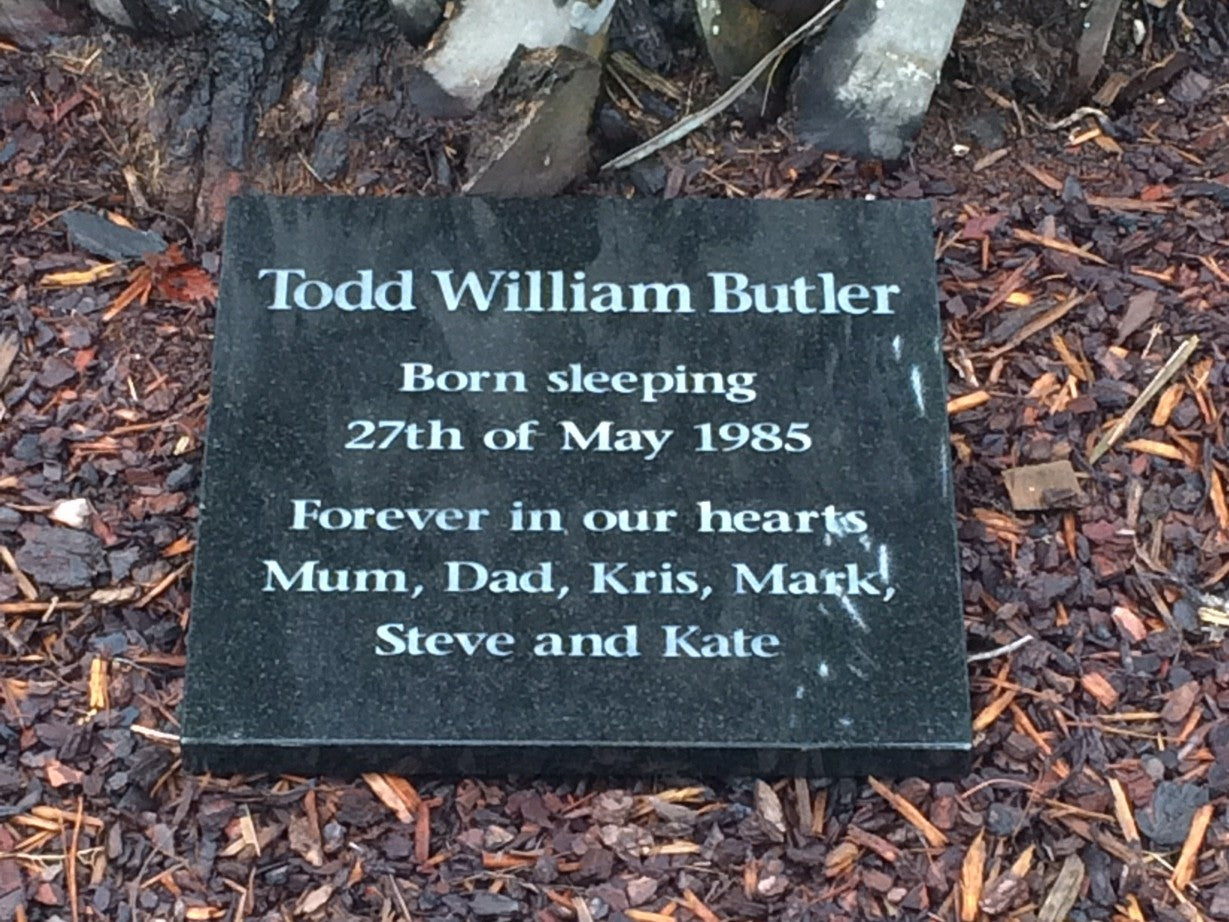 Todd William Butler
Born sleeping
27th of May 1985
Forever in our hearts
Mum, Dad, Kris, Mark,
Steve and Kate